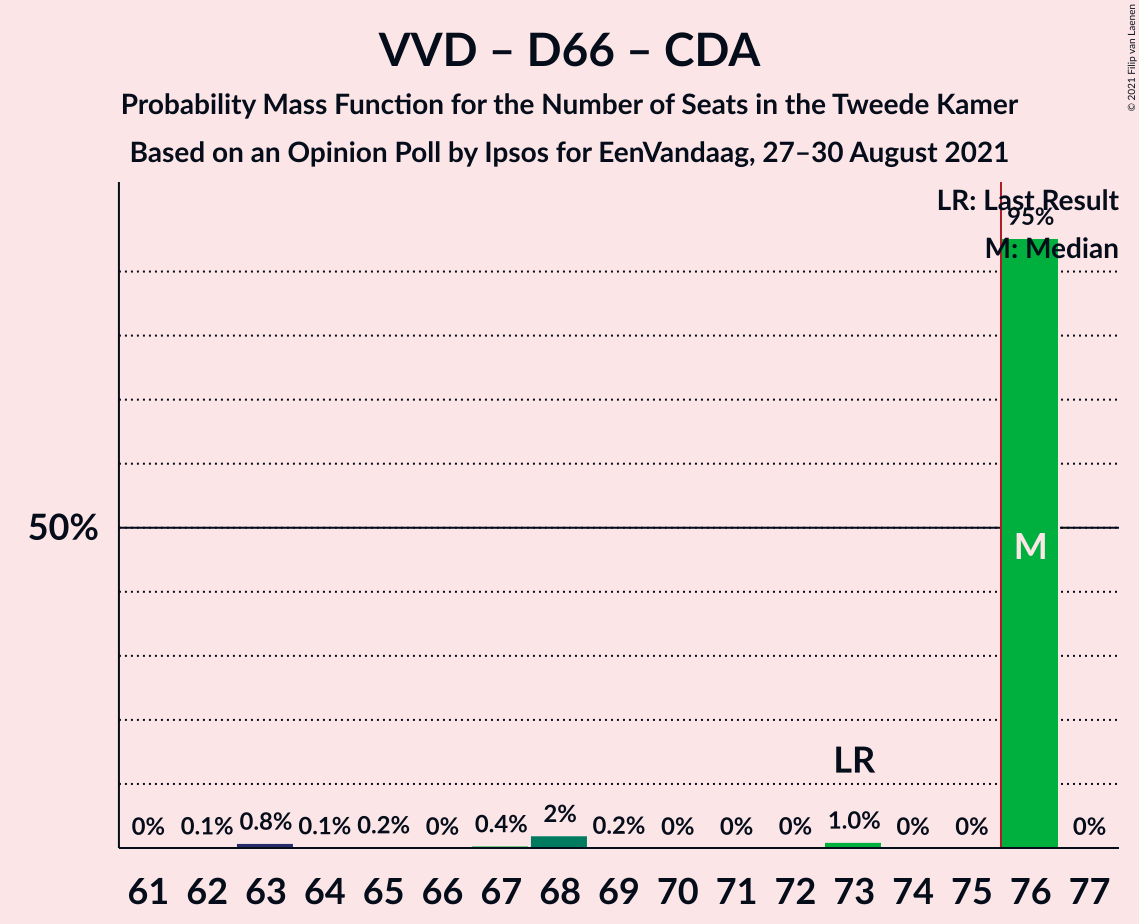 VVD – D66 – CDA
Probability Mass Function for the Number of Seats in the Tweede Kamer
Based on an Opinion Poll by Ipsos for EenVandaag, 27–30 August 2021
© 2021 Filip van Laenen
LR: Last Result
95%
M: Median
50%
M
LR
0% 0.1% 0.8% 0.1% 0.2% 0% 0.4% 2% 0.2% 0% 0% 0% 1.0% 0% 0% 0%
61 62 63 64 65 66 67 68 69 70 71 72 73 74 75 76 77